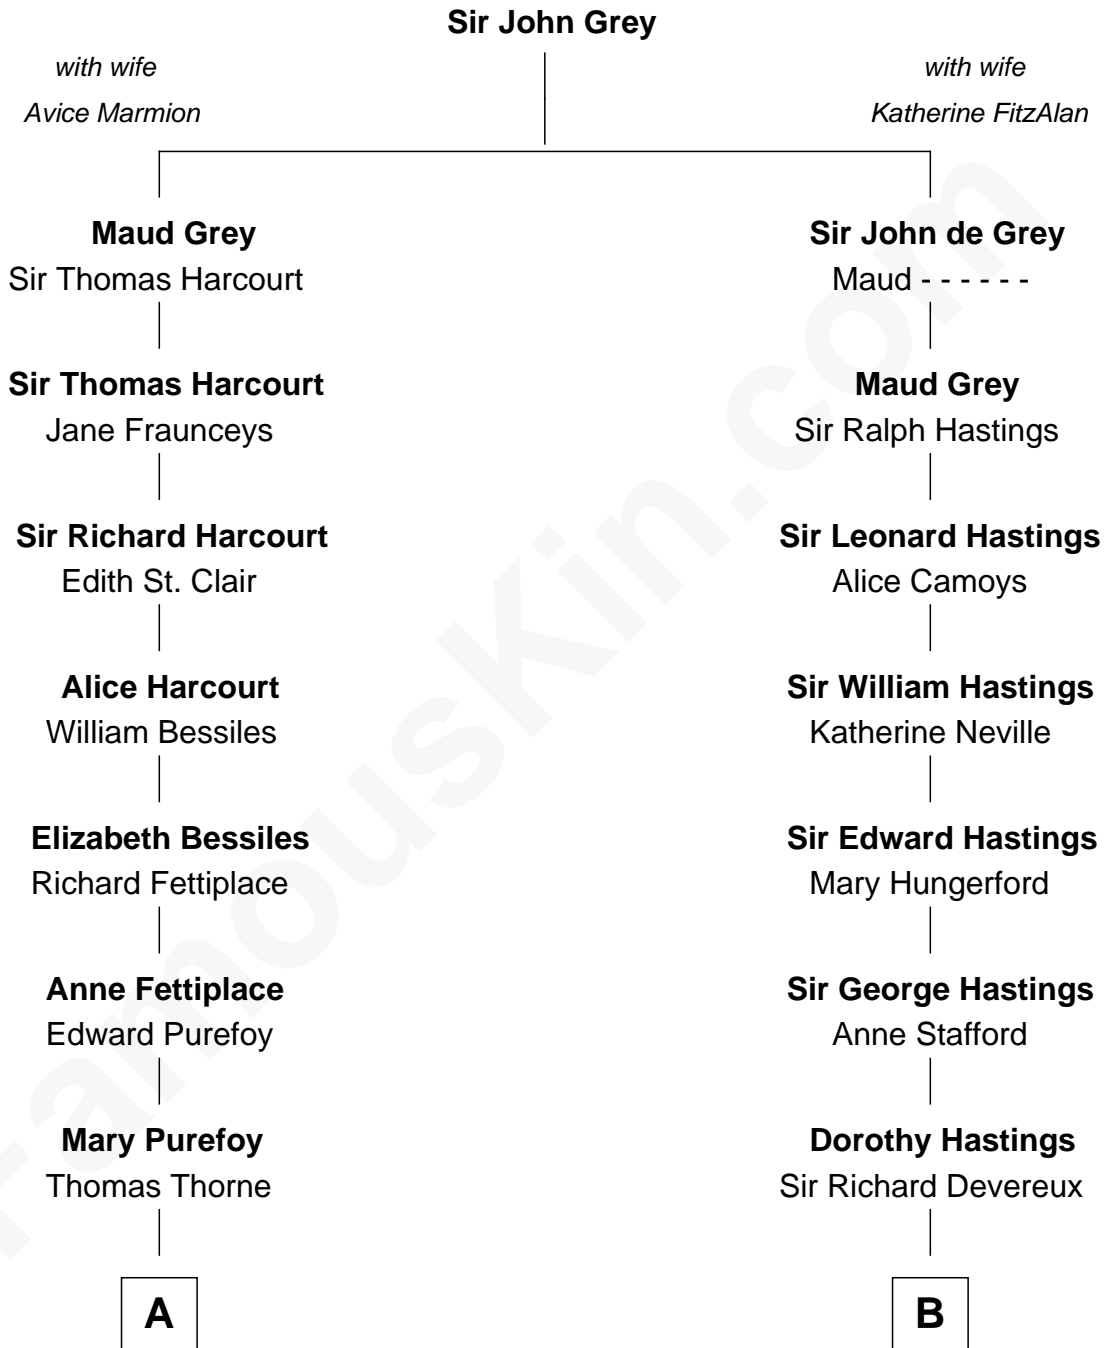 Sir John Grey
with wife
Avice Marmion
with wife
Katherine FitzAlan
Maud Grey
Sir Thomas Harcourt
Sir John de Grey
Maud - - - - - -
Sir Thomas Harcourt
Jane Fraunceys
Maud Grey
Sir Ralph Hastings
Sir Richard Harcourt
Edith St. Clair
Sir Leonard Hastings
Alice Camoys
Alice Harcourt
William Bessiles
Sir William Hastings
Katherine Neville
Elizabeth Bessiles
Richard Fettiplace
Sir Edward Hastings
Mary Hungerford
Anne Fettiplace
Edward Purefoy
Sir George Hastings
Anne Stafford
Mary Purefoy
Thomas Thorne
Dorothy Hastings
Sir Richard Devereux
A
B
FamousKin.com